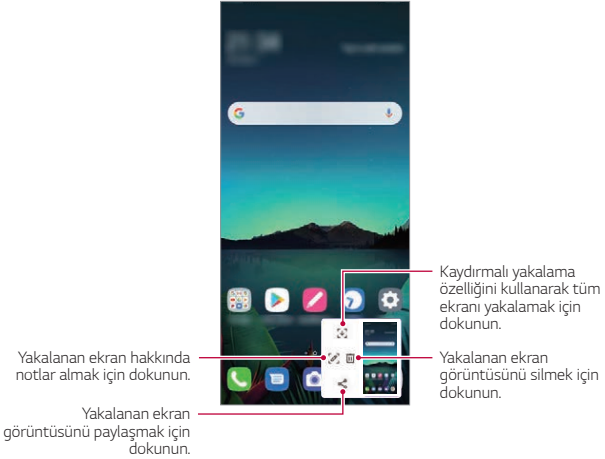 Kaydırmalı yakalama
özelliğini kullanarak tüm
ekranı yakalamak için
dokunun.
Yakalanan ekran hakkında
notlar almak için dokunun.
Yakalanan ekran
görüntüsünü silmek için
dokunun.
Yakalanan ekran
görüntüsünü paylaşmak için
dokunun.